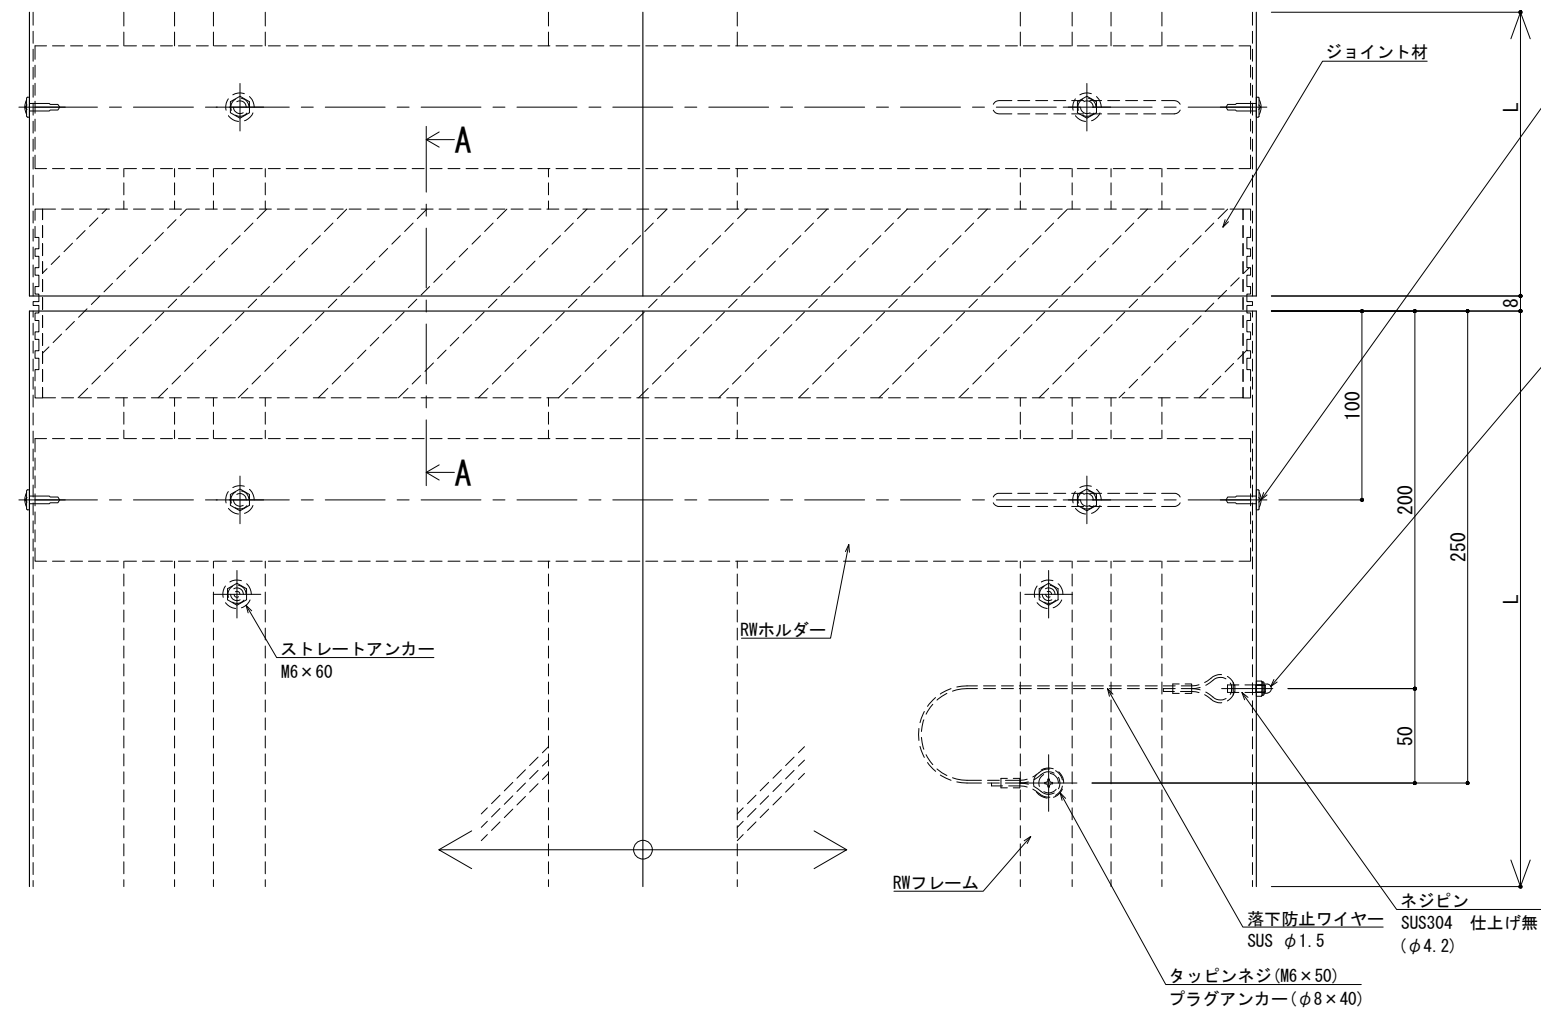 ジョイント材
L
A
8
100
A
200
250
L
RWホルダー
ストレートアンカー
M6×60
50
RWフレーム
ネジピン
SUS304 仕上げ無
(φ4.2)
落下防止ワイヤー
SUS φ1.5
タッピンネジ(M6×50)
プラグアンカー(φ8×40)